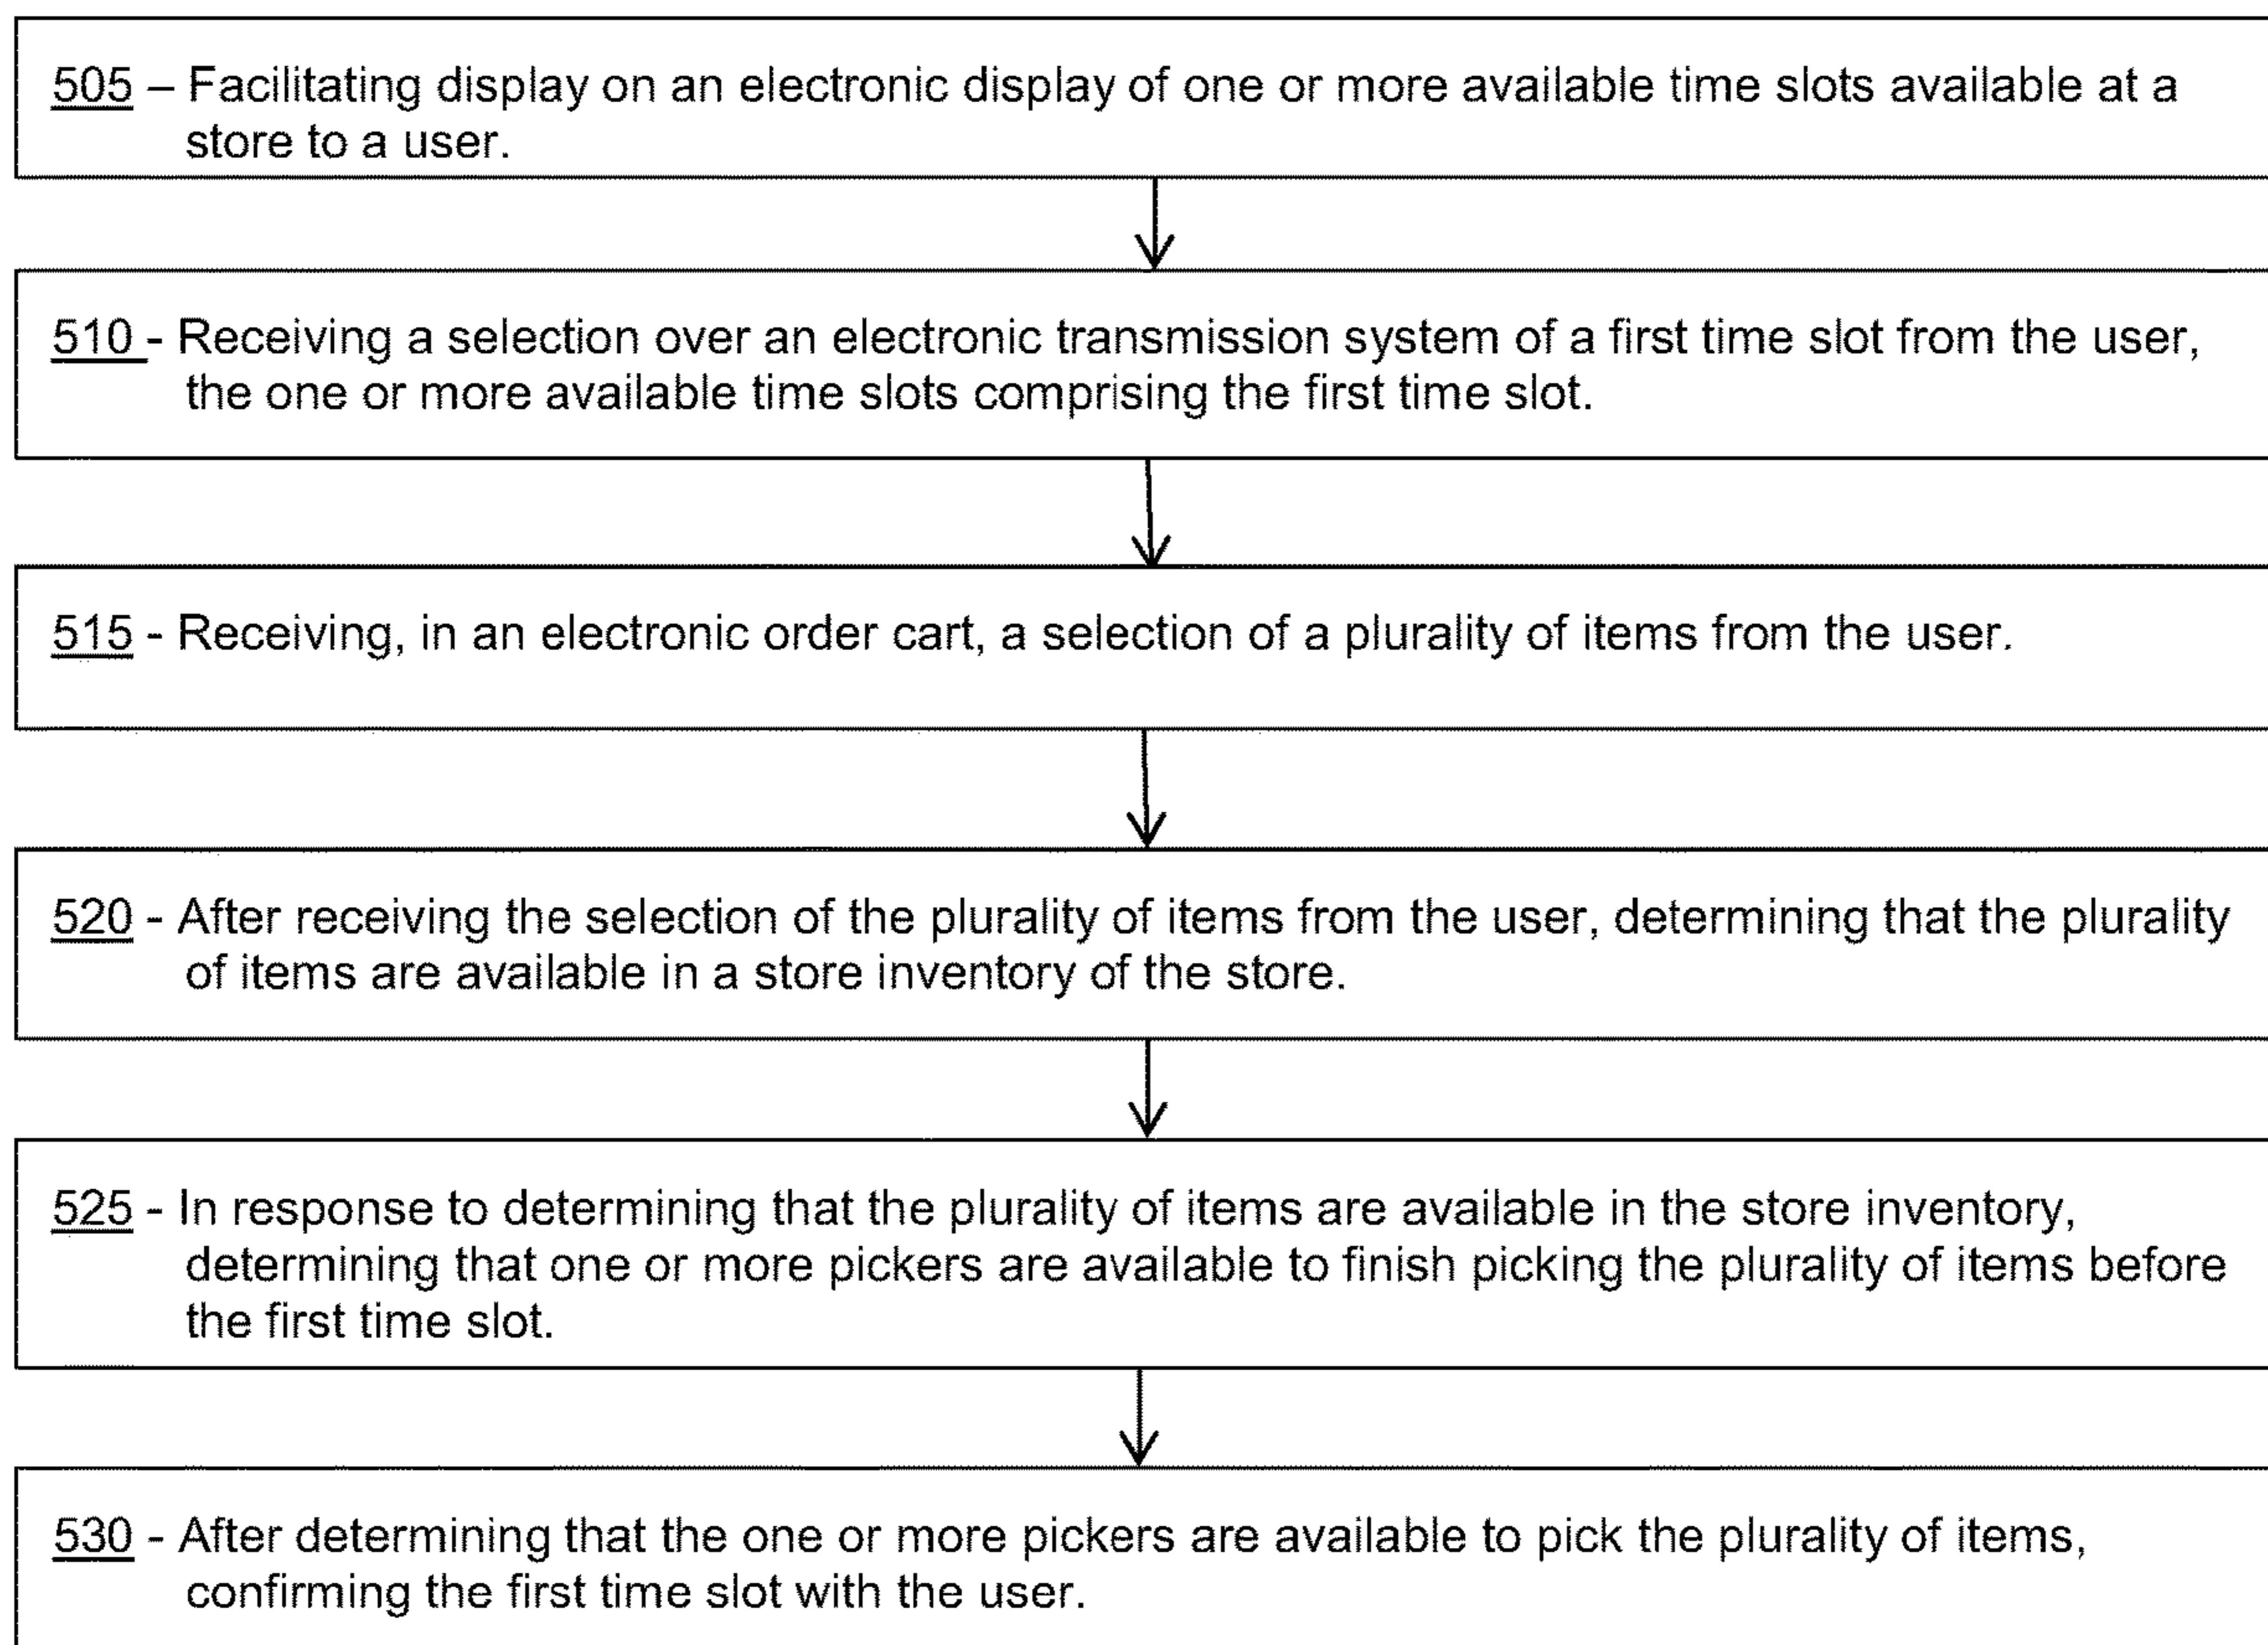 505 – Facilitating display on an electronic display of one or more available time slots available at a
store to a user.
510 - Receiving a selection over an electronic transmission system of a first time slot from the user,
the one or more available time slots comprising the first time slot.
515 - Receiving, in an electronic order cart, a selection of a plurality of items from the user.
520 - After receiving the selection of the plurality of items from the user, determining that the plurality
of items are available in a store inventory of the store.
525 - In response to determining that the plurality of items are available in the store inventory,
determining that one or more pickers are available to finish picking the plurality of items before
the first time slot.
530 - After determining that the one or more pickers are available to pick the plurality of items,
confirming the first time slot with the user.